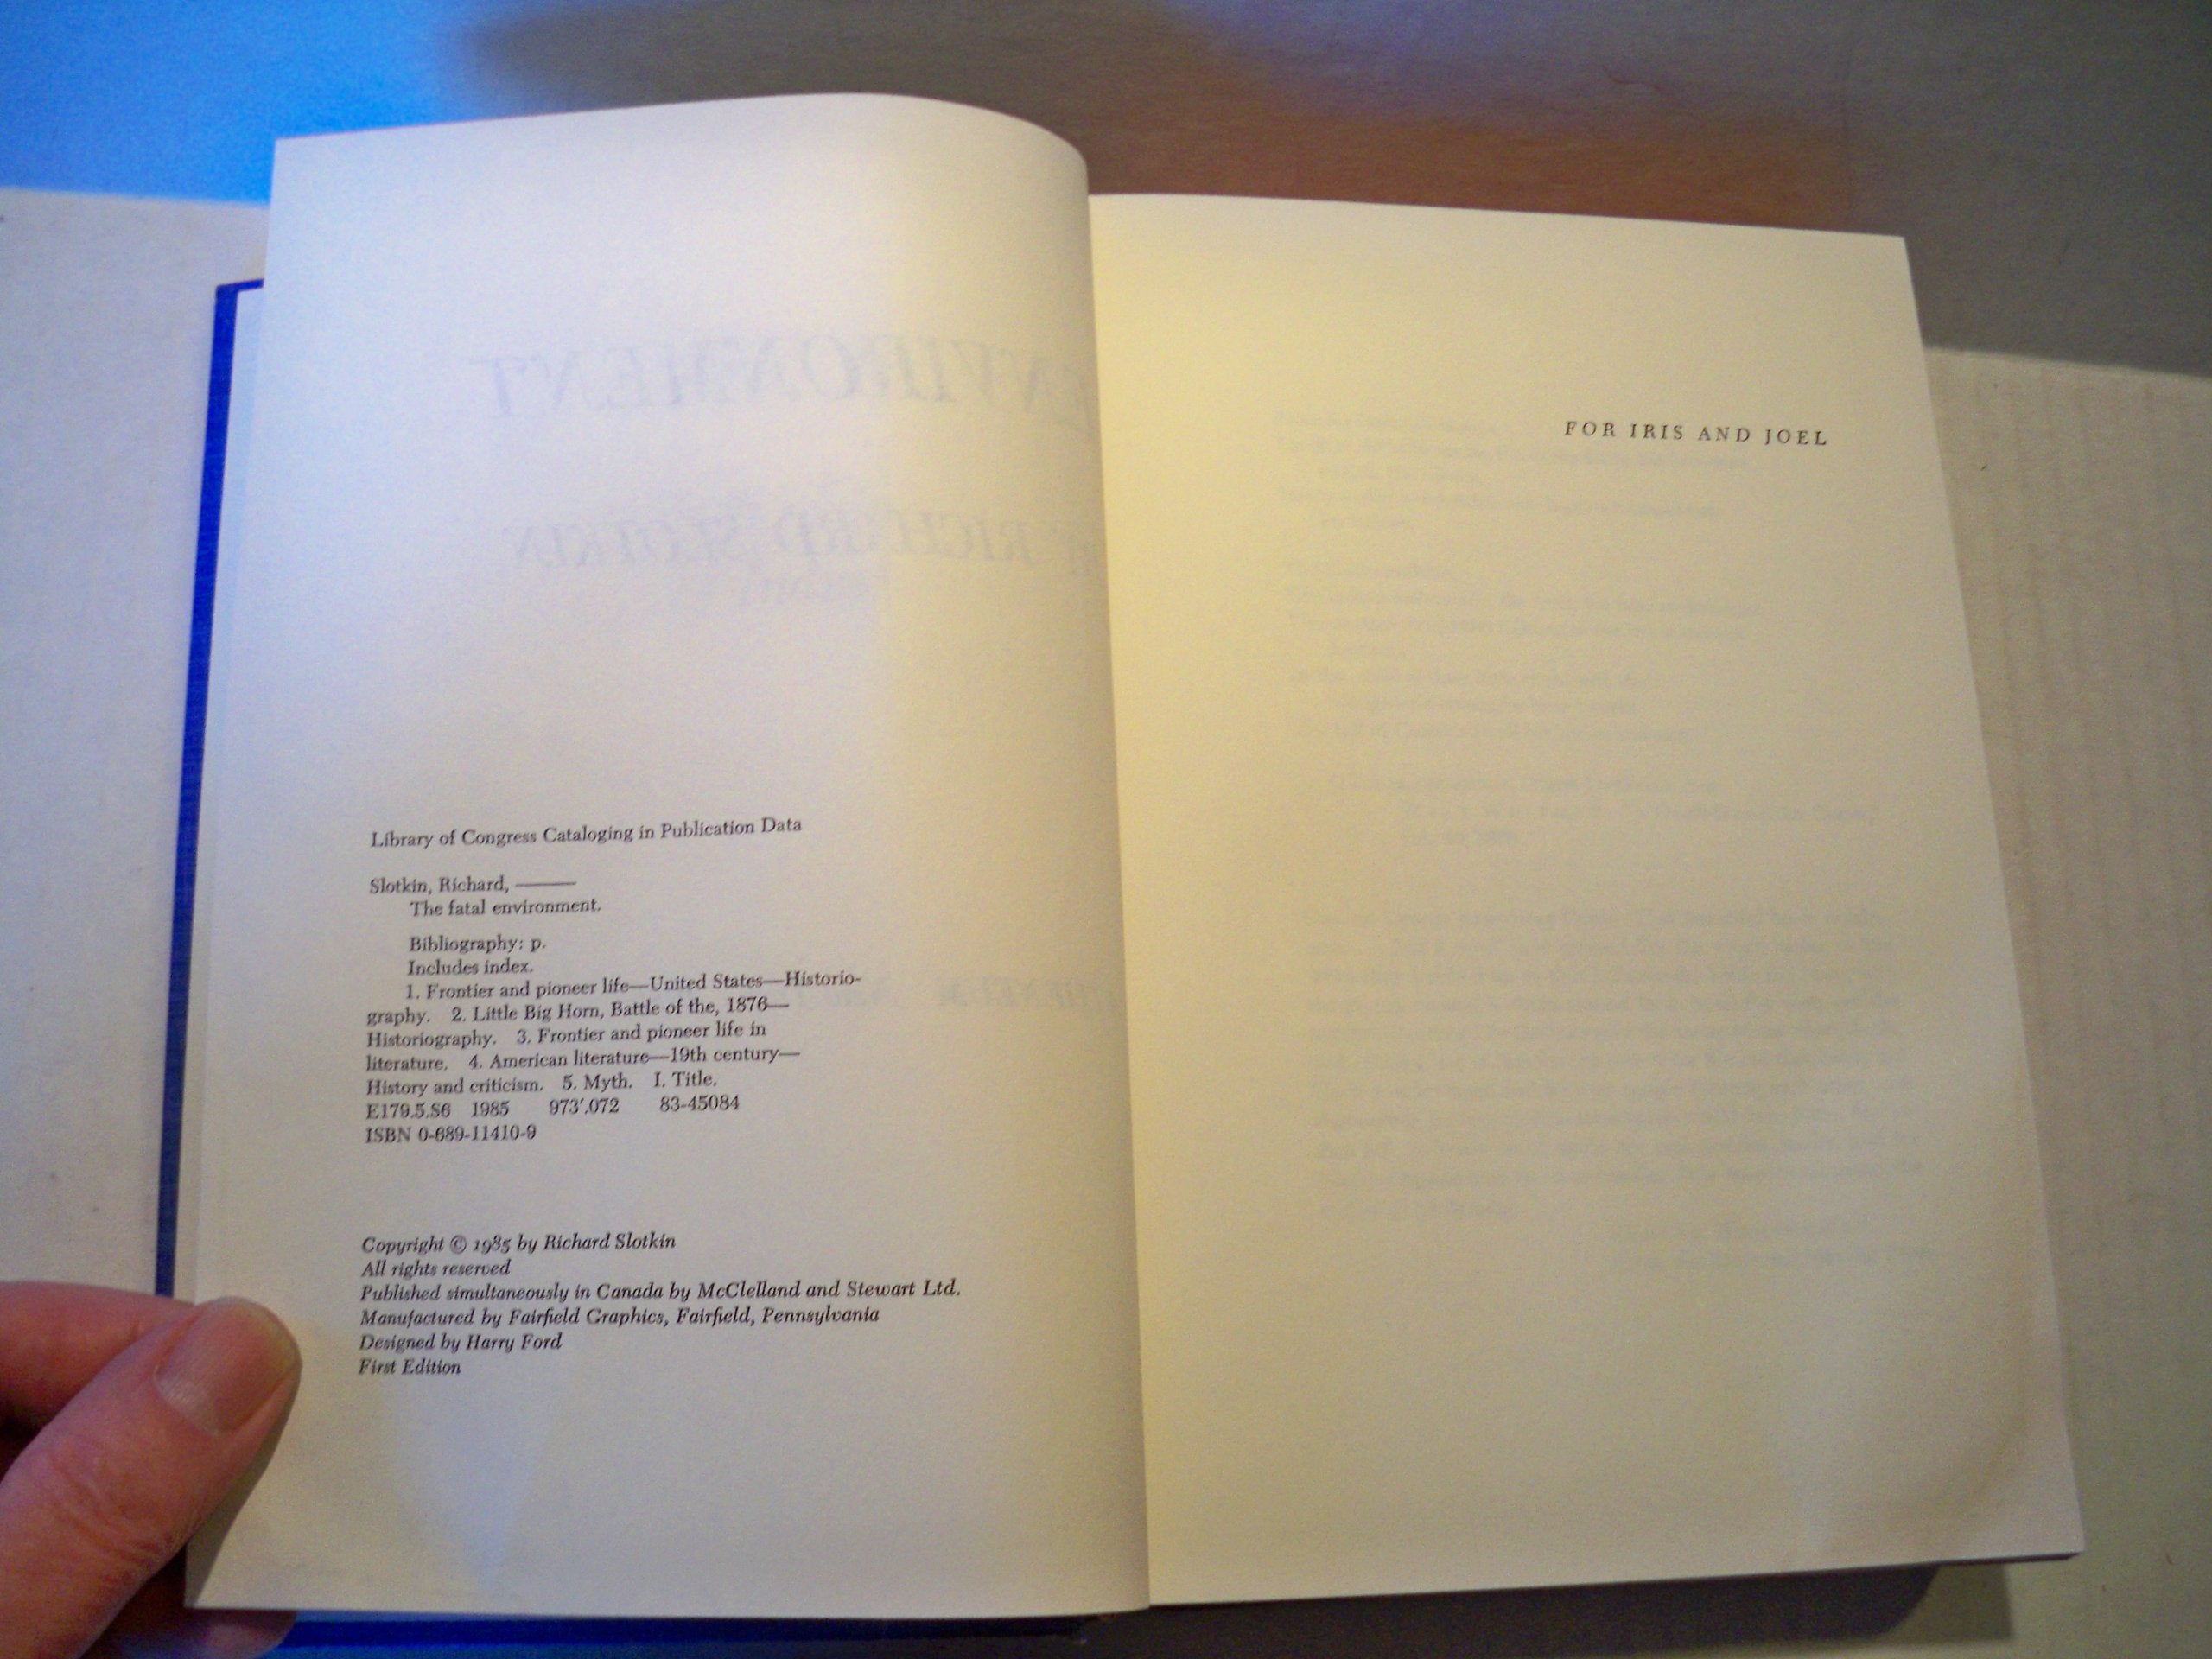 Library of Congress Cataloging in Publication Data
Slotkin, Richard, ———
The fatal environment.
Bibliography: p.
Includes index.
1. Frontier and pioneer life—United States—Historio-
graphy. 2. Little Big Horn, Battle of the, 1876—
Historiography. 3. Frontier and pioneer life in
literature. 4. American literature—19th century—
History and criticism. 5. Myth. I. Title.
E179.5.S6 1985 973'.072 83-45084
ISBN 0-689-11410-9
Copyright © 1985 by Richard Slotkin
All rights reserved
Published simultaneously in Canada by McClelland and Stewart Ltd.
Manufactured by Fairfield Graphics, Fairfield, Pennsylvania
Designed by Harry Ford
First Edition
FOR IRIS AND JOEL